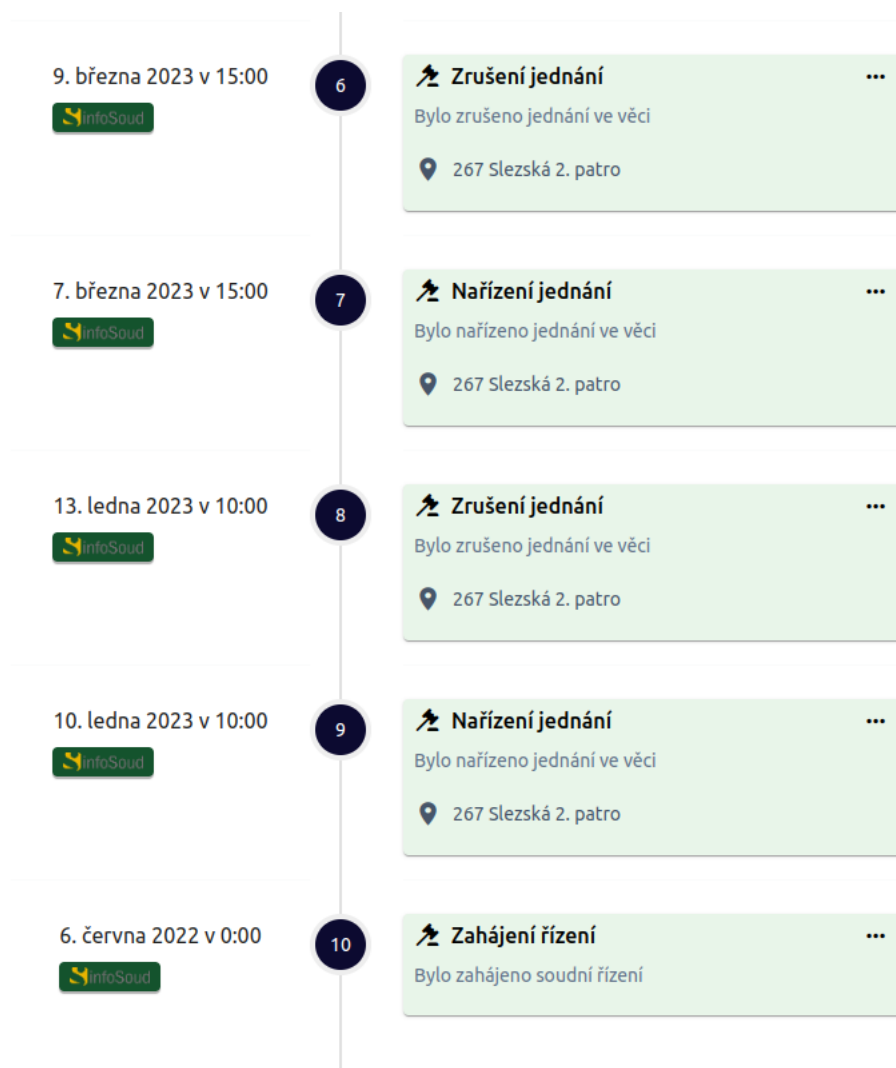 9. března 2023 v 15:00
infoSoud
6
Zrušení jednání
Bylo zrušeno jednání ve věci
267 Slezská 2. patro
7. března 2023 v 15:00
infoSoud
7
Nařízení jednání
Bylo nařízeno jednání ve věci
267 Slezská 2. patro
13. ledna 2023 v 10:00
infoSoud
8
Zrušení jednání
Bylo zrušeno jednání ve věci
267 Slezská 2. patro
10. ledna 2023 v 10:00
infoSoud
9
Nařízení jednání
Bylo nařízeno jednání ve věci
267 Slezská 2. patro
6. června 2022 v 0:00
infoSoud
10
Zahájení řízení
Bylo zahájeno soudní řízení